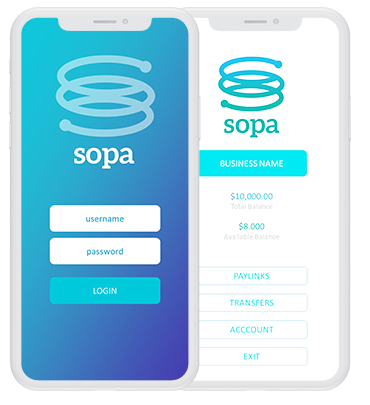 sopa
username
password
LOGIN
sopa
BUSINESS NAME
$10,000.00
Total Balance
$8.000
Available Balance
PAYLINKS
TRANSFERS
ACCCOUNT
EXIT